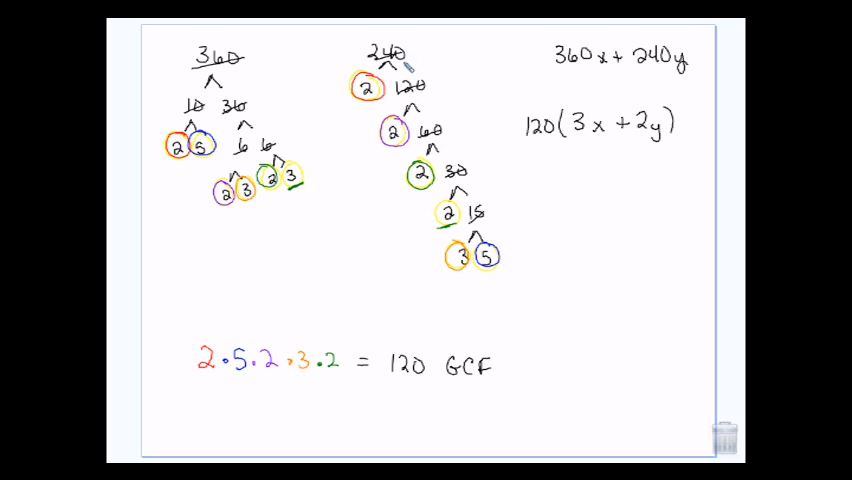 360
10 36
2 5 6 6
2 3 2 3
240
2 120
2 60
2 30
2 15
3 5
360x + 240y
120(3x + 2y)
2 · 5 · 2 · 3 · 2 = 120 GCF